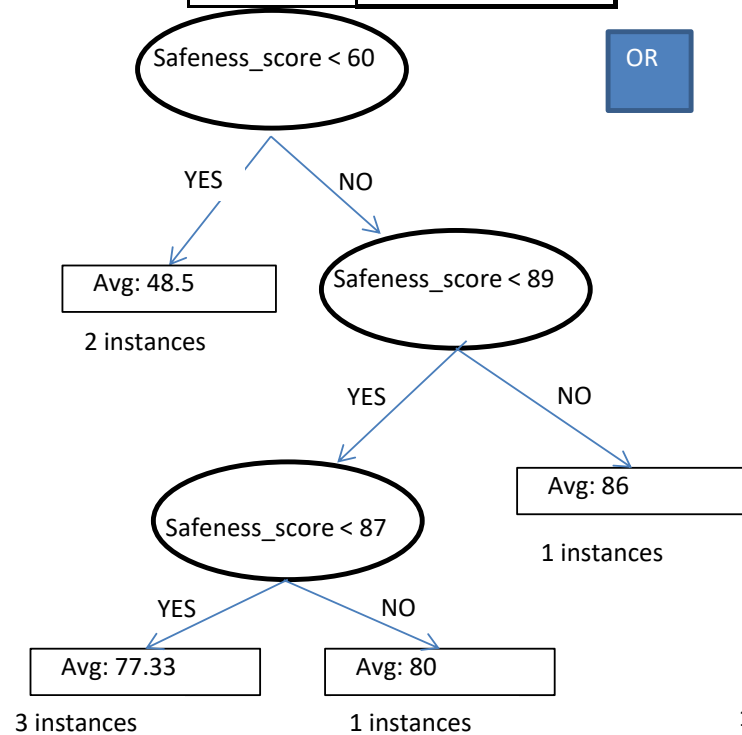 Safeness_score < 60
OR
YES
NO
Avg: 48.5
Safeness_score < 89
2 instances
YES
NO
Avg: 86
Safeness_score < 87
1 instances
YES
NO
Avg: 77.33
Avg: 80
3 instances
1 instances